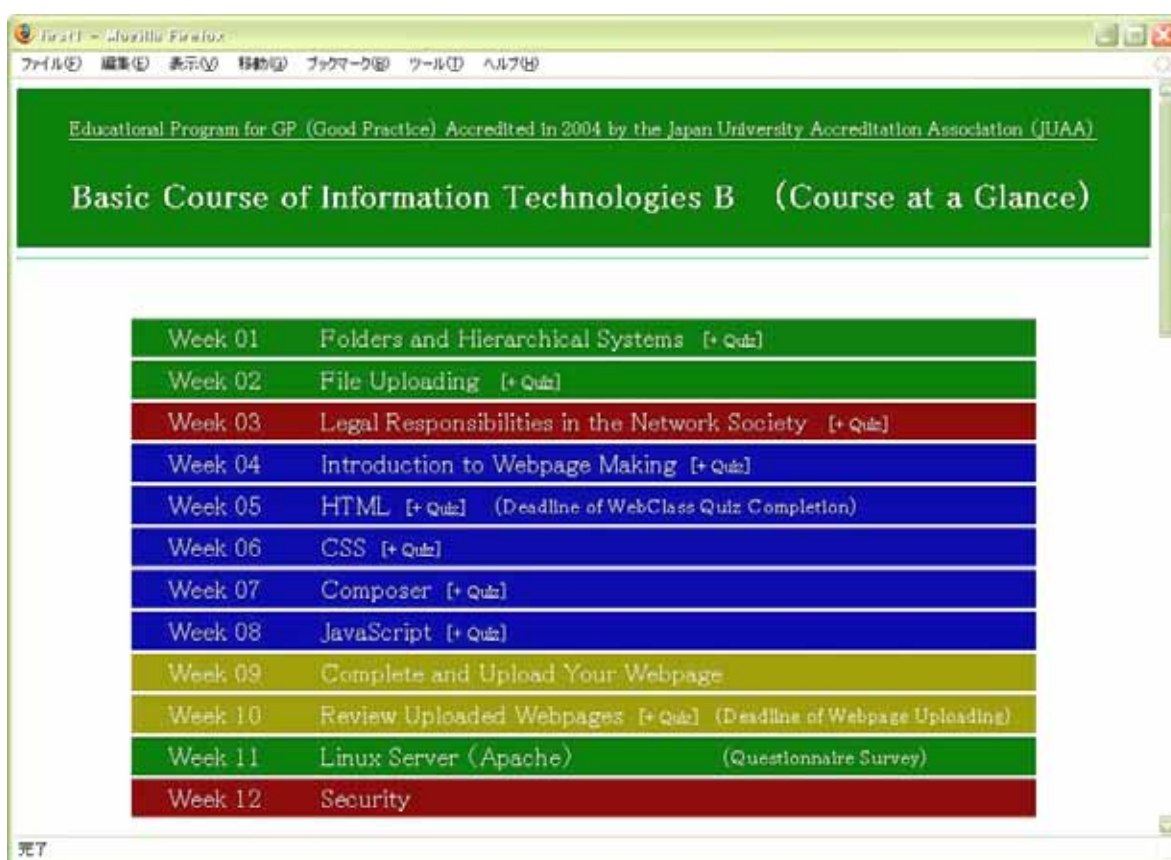 first1 - Mozilla Firefox
ファイル(F) 編集(E) 表示(V) 移動(G) ブックマーク(B) ツール(T) ヘルプ(H)
Educational Program for GP (Good Practice) Accredited in 2004 by the Japan University Accreditation Association (JUAA)
Basic Course of Information Technologies B (Course at a Glance)
Week 01 Folders and Hierarchical Systems [+ Quiz]
Week 02 File Uploading [+ Quiz]
Week 03 Legal Responsibilities in the Network Society [+ Quiz]
Week 04 Introduction to Webpage Making [+ Quiz]
Week 05 HTML [+ Quiz] (Deadline of WebClass Quiz Completion)
Week 06 CSS [+ Quiz]
Week 07 Composer [+ Quiz]
Week 08 JavaScript [+ Quiz]
Week 09 Complete and Upload Your Webpage
Week 10 Review Uploaded Webpages [+ Quiz] (Deadline of Webpage Uploading)
Week 11 Linux Server (Apache) (Questionnaire Survey)
Week 12 Security
完了